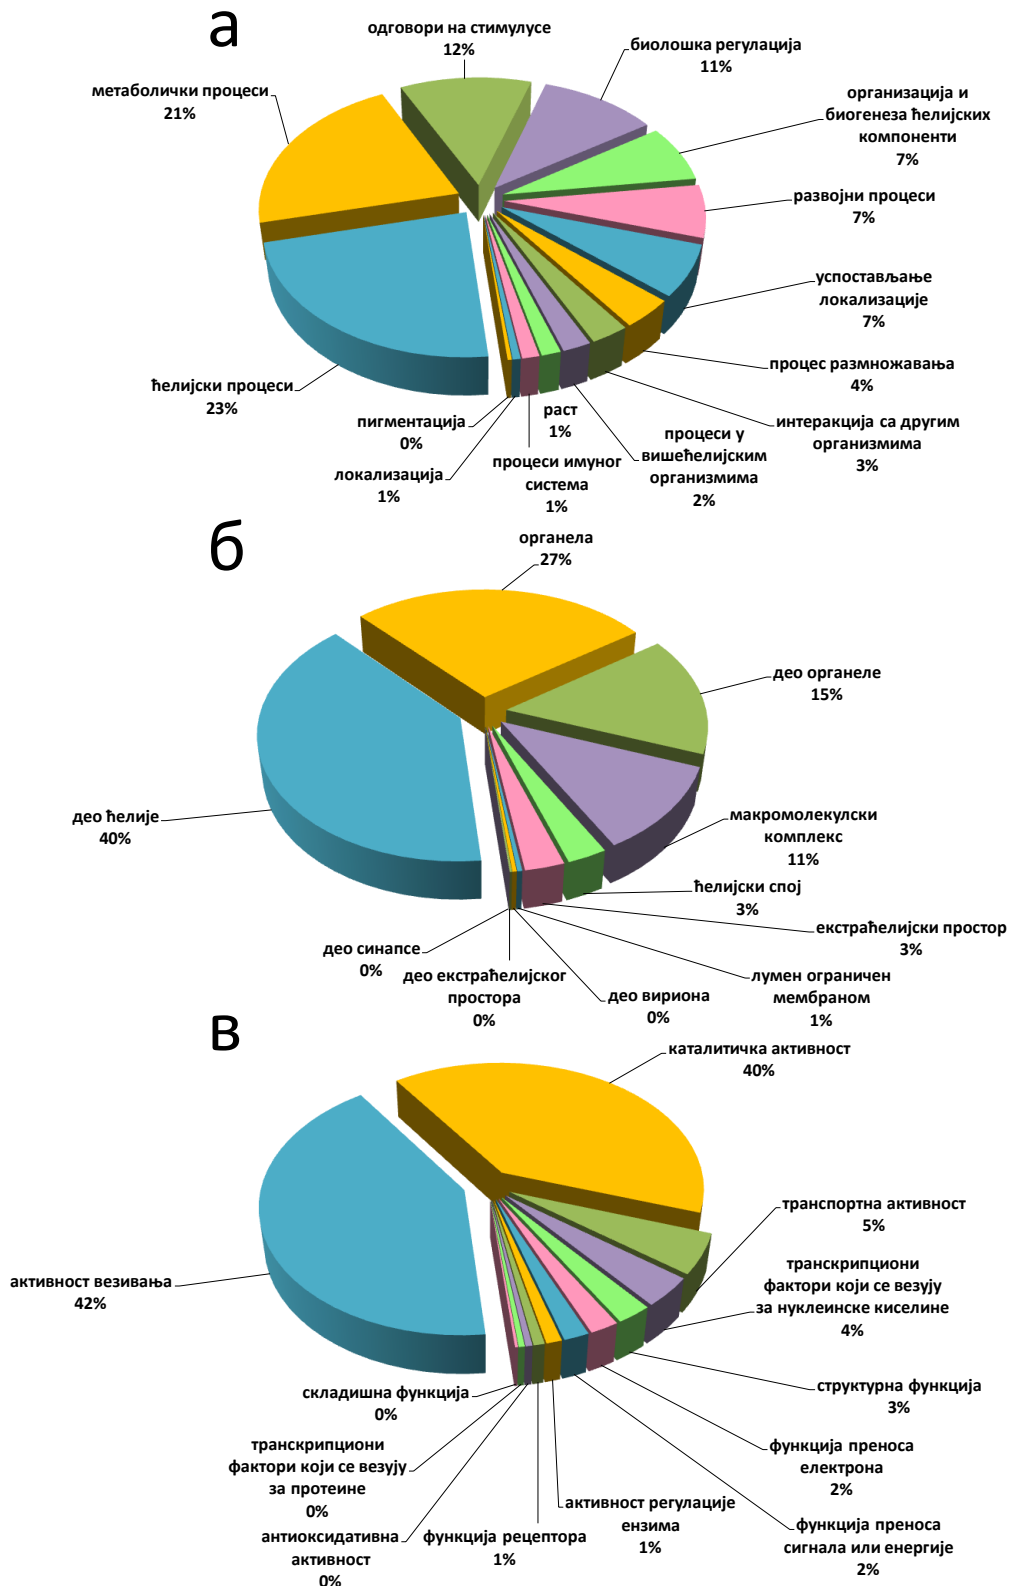 а
одговори на стимулусе
12%
биолошка регулација
11%
метаболички процеси
21%
организација и
биогенеза ћелијских
компоненти
7%
развојни процеси
7%
успостављање
локализације
7%
процес размножавања
4%
ћелијски процеси
23%
пигментација
0%
раст
1%
интеракција са другим
организмима
3%
процеси у
вишећелијским
организмима
2%
локализација
1%
процеси имуног
система
1%
б
органела
27%
део органеле
15%
део ћелије
40%
макромолекулски
комплекс
11%
ћелијски спој
3%
екстраћелијски простор
3%
део синапсе
0%
део екстраћелијског
простора
0%
део вириона
0%
лумен ограничен
мембраном
1%
в
каталитичка активност
40%
транспортна активност
5%
активност везивања
42%
транскрипциони
фактори који се везују
за нуклеинске киселине
4%
структурна функција
3%
складишна функција
0%
транскрипциони
фактори који се везују
за протеине
0%
функција преноса
електрона
2%
антиоксидативна
активност
0%
функција рецептора
1%
активност регулације
ензима
1%
функција преноса
сигнала или енергије
2%